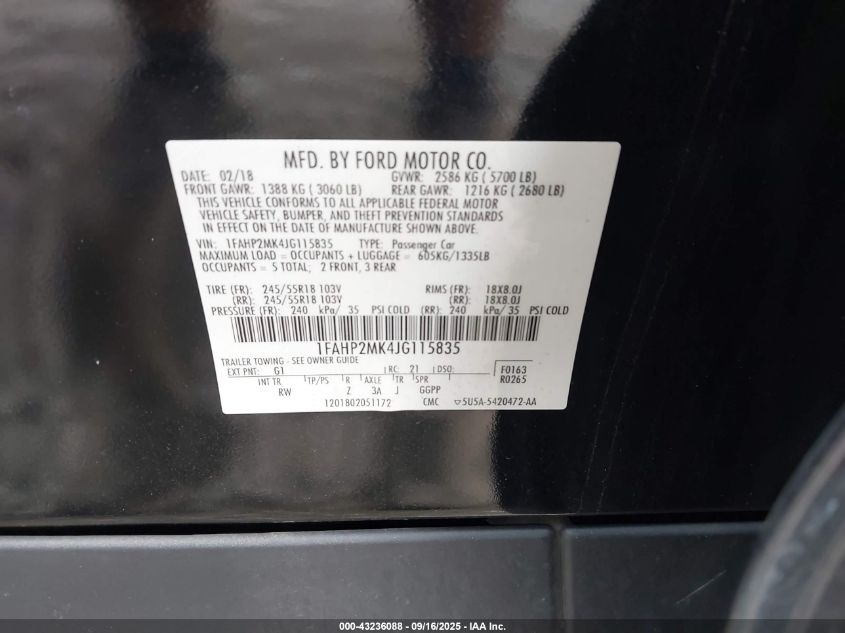 MFD. BY FORD MOTOR CO.
DATE: 02/18 GVWR: 2586 KG ( 5700 LB)
FRONT GAWR: 1388 KG ( 3060 LB) REAR GAWR: 1216 KG ( 2680 LB)
THIS VEHICLE CONFORMS TO ALL APPLICABLE FEDERAL MOTOR
VEHICLE SAFETY, BUMPER, AND THEFT PREVENTION STANDARDS
IN EFFECT ON THE DATE OF MANUFACTURE SHOWN ABOVE.
VIN: 1FAHP2MK4JG115835 TYPE: Passenger Car
MAXIMUM LOAD = OCCUPANTS + LUGGAGE = 605KG/1335LB
OCCUPANTS = 5 TOTAL; 2 FRONT, 3 REAR
TIRE (FR): 245/55R18 103V RIMS (FR): 18X8.0J
(RR): 245/55R18 103V (RR): 18X8.0J
PRESSURE (FR): 240 kPa/ 35 PSI COLD (RR): 240 kPa/ 35 PSI COLD
1FAHP2MK4JG115835
TRAILER TOWING - SEE OWNER GUIDE
EXT PNT: G1 RC: 21 DSO: F0163
INT TR TP/PS R AXLE TR SPR R0265
RW Z 3A J GGPP
1201802051172 CMC ▽5U5A-5420472-AA
000-43236088 - 09/16/2025 - IAA Inc.